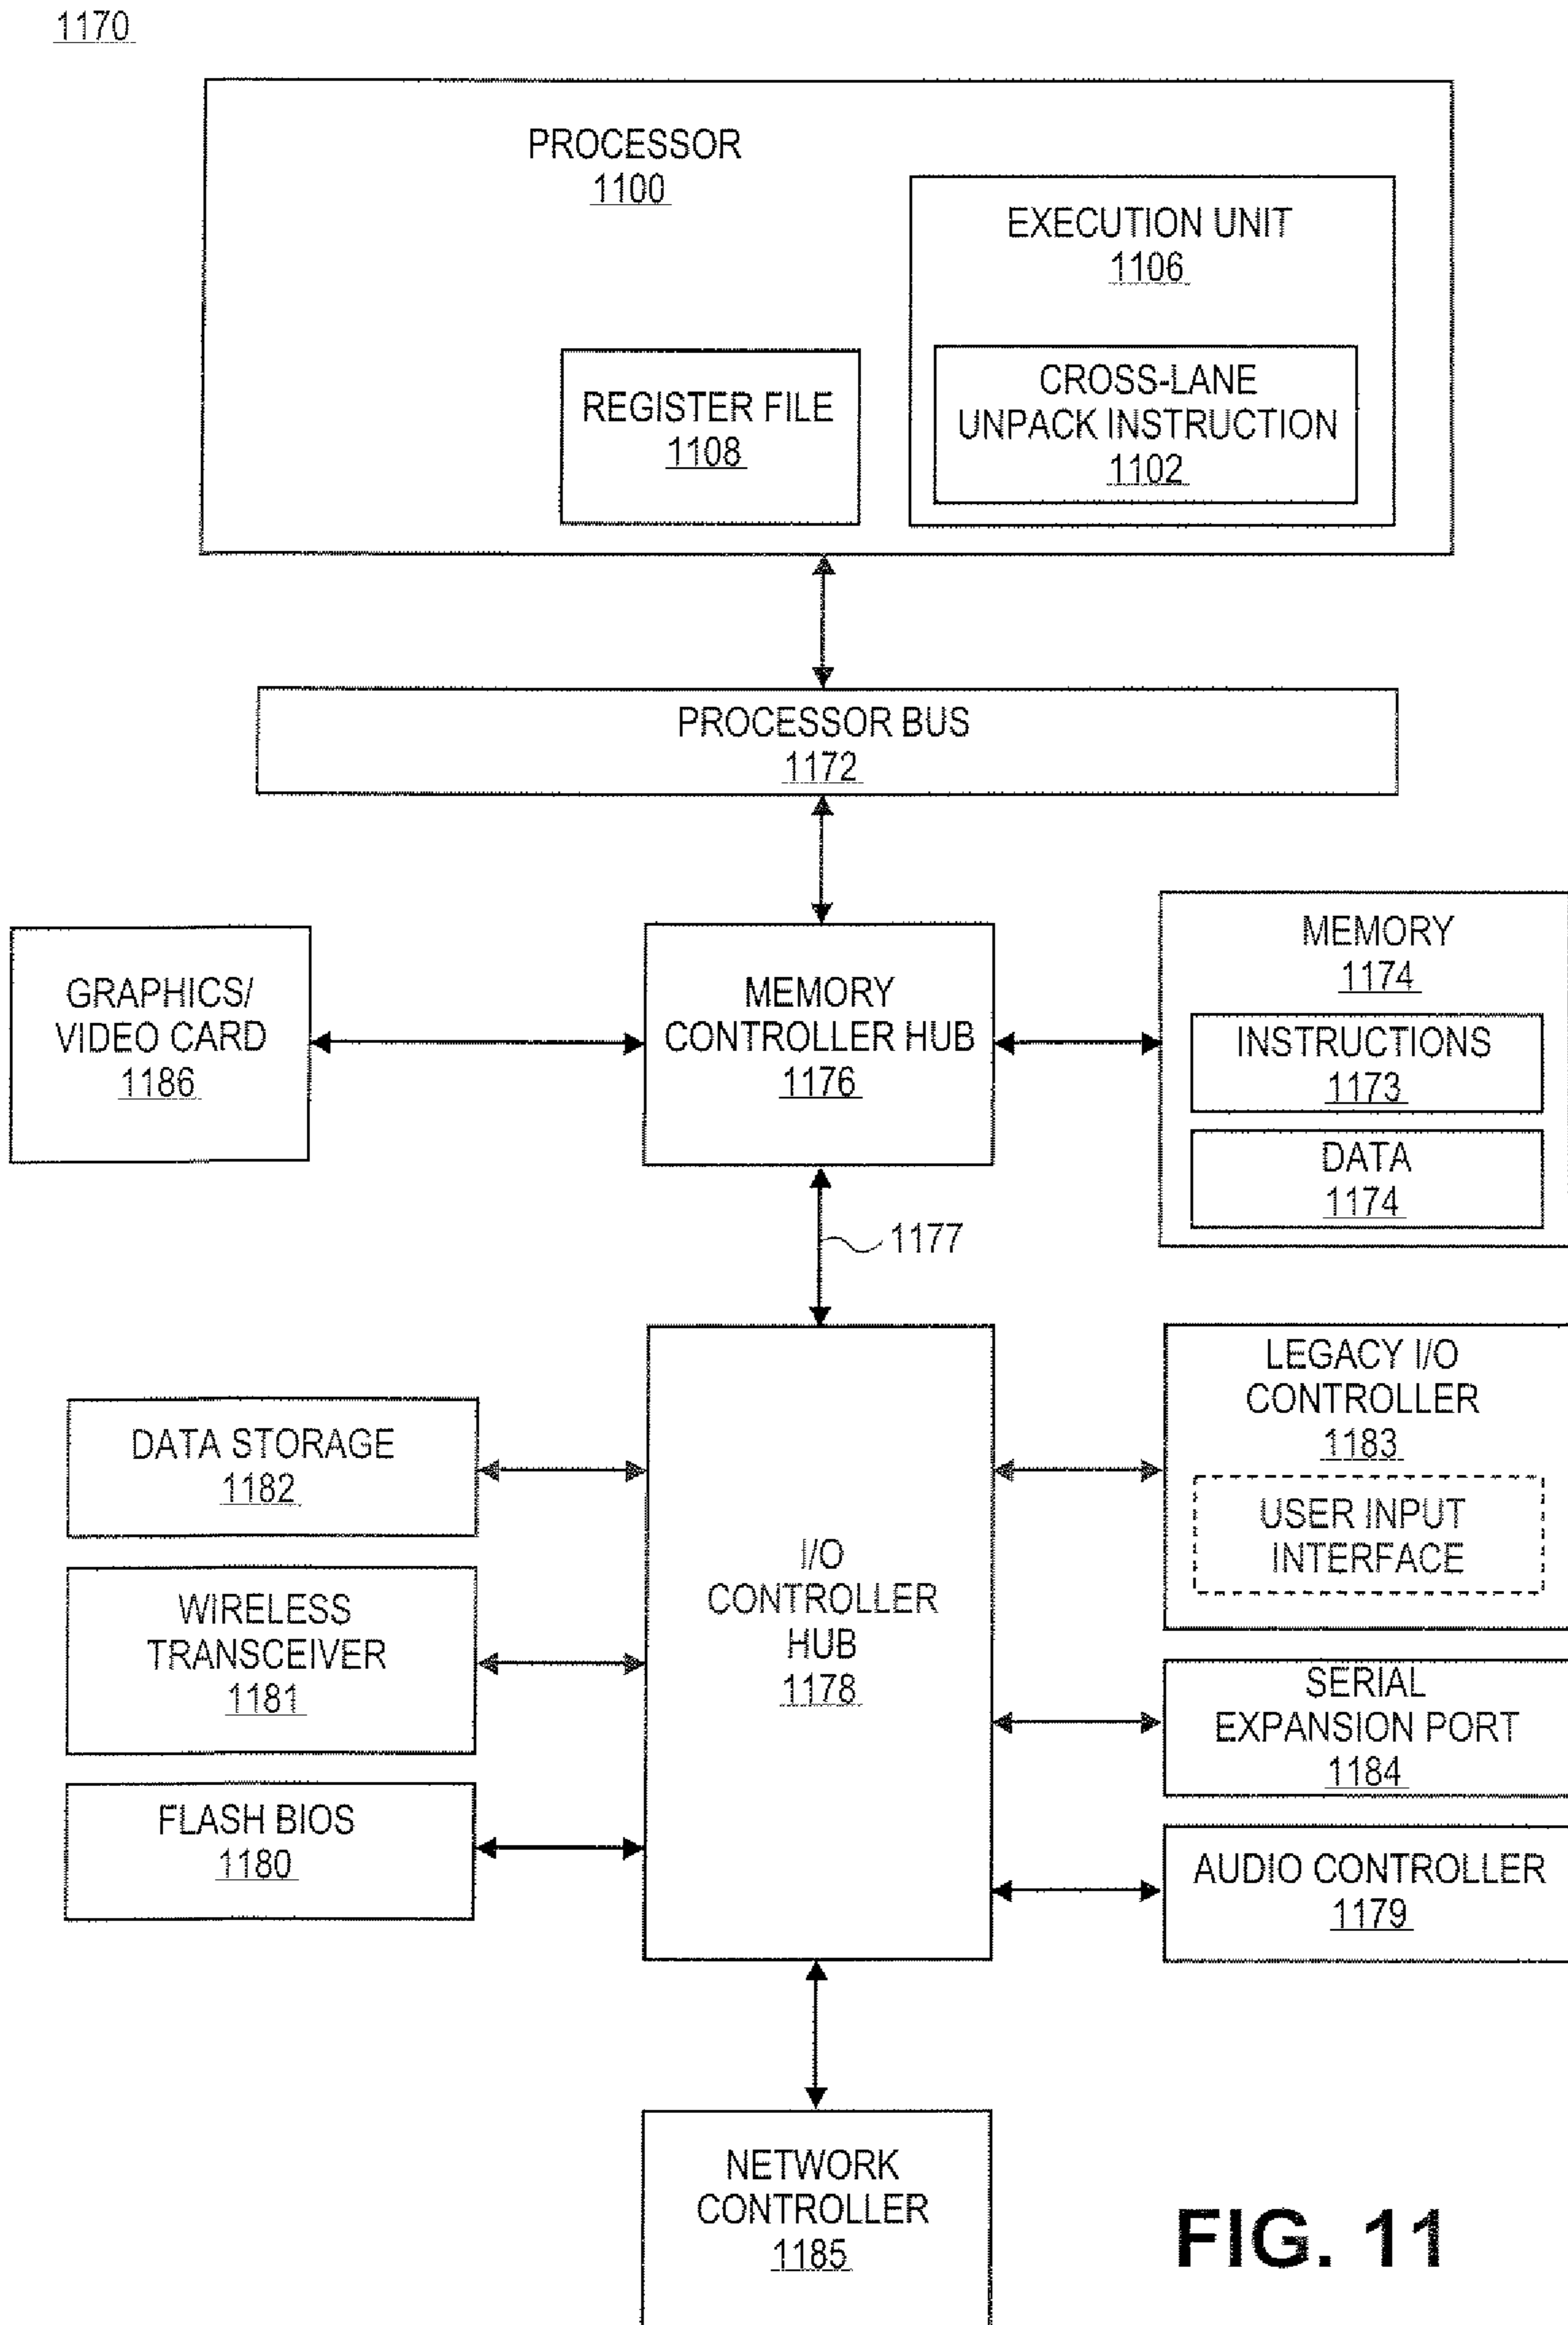 1170
PROCESSOR
1100
EXECUTION UNIT
1106
REGISTER FILE
1108
CROSS-LANE
UNPACK INSTRUCTION
1102
PROCESSOR BUS
1172
GRAPHICS/
VIDEO CARD
1186
MEMORY
CONTROLLER HUB
1176
MEMORY
1174
INSTRUCTIONS
1173
DATA
1174
1177
DATA STORAGE
1182
WIRELESS
TRANSCEIVER
1181
FLASH BIOS
1180
I/O
CONTROLLER
HUB
1178
LEGACY I/O
CONTROLLER
1183
USER INPUT
INTERFACE
SERIAL
EXPANSION PORT
1184
AUDIO CONTROLLER
1179
NETWORK
CONTROLLER
1185
FIG. 11